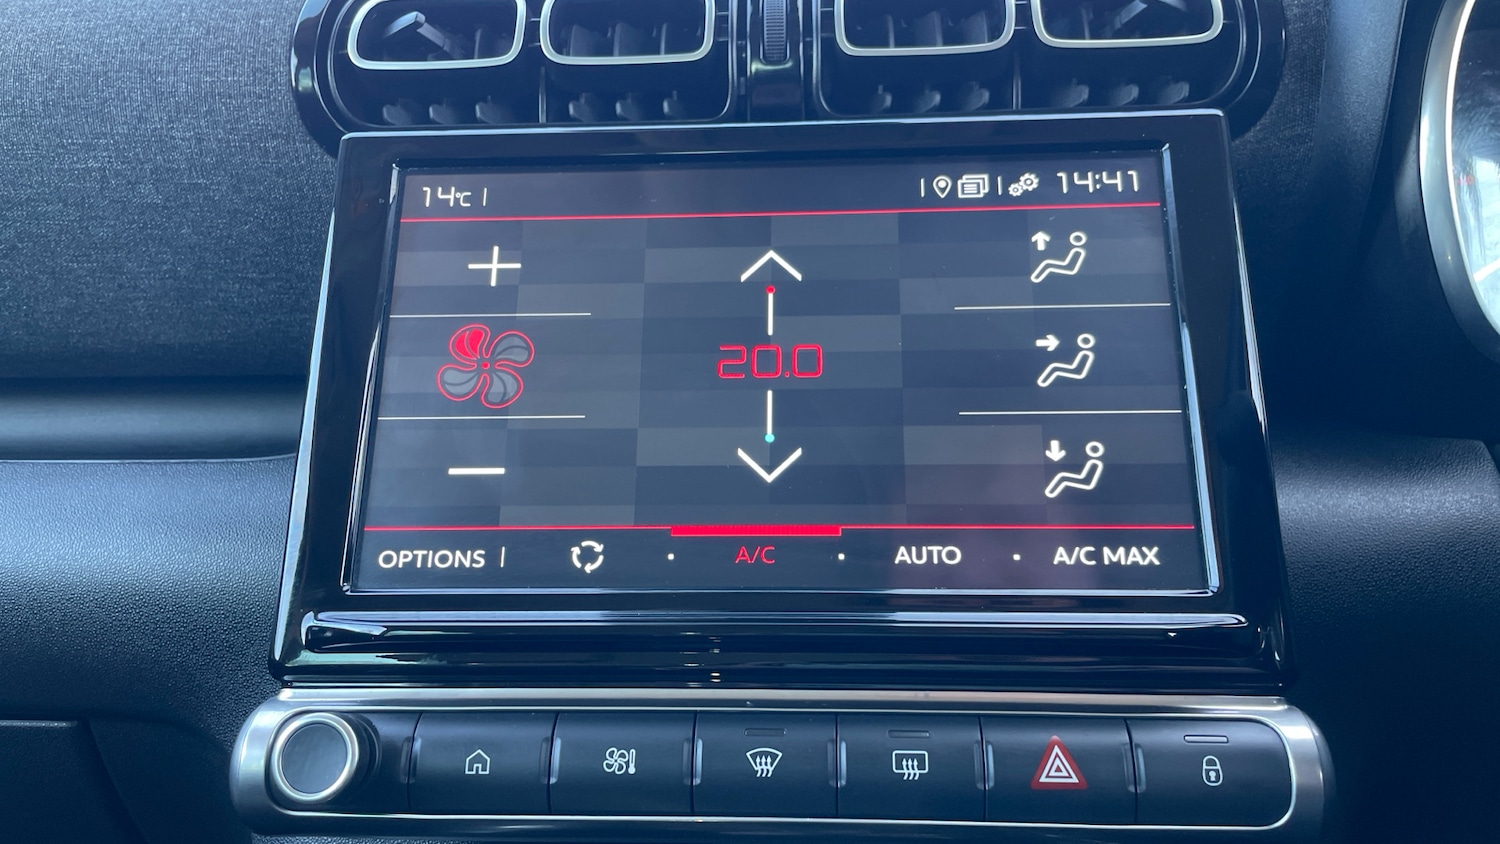 14°C 14:41
20.0
OPTIONS A/C AUTO A/C MAX